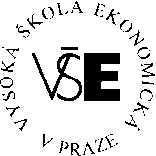 VYSOKÁ ŠKOLA EKONOMICKÁ
V PRAZE
VŠE